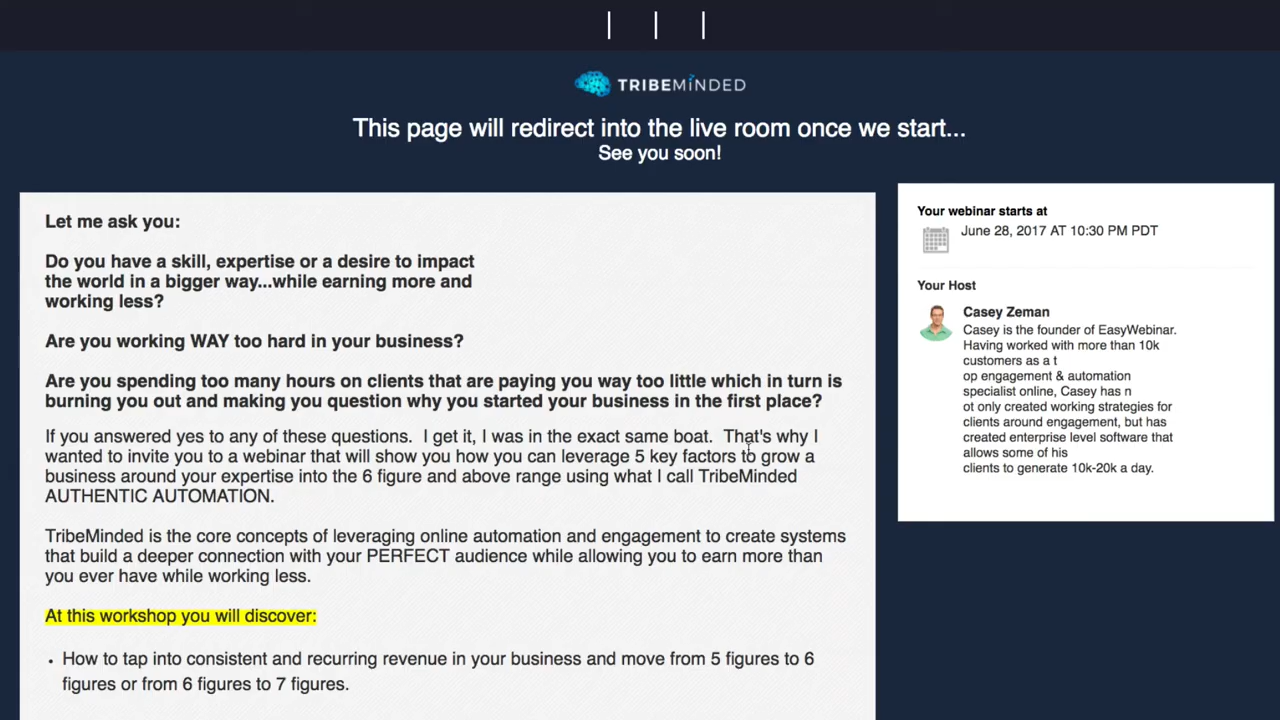 TRIBEMINDED
This page will redirect into the live room once we start...
See you soon!
Let me ask you:
Do you have a skill, expertise or a desire to impact
the world in a bigger way...while earning more and
working less?
Are you working WAY too hard in your business?
Are you spending too many hours on clients that are paying you way too little which in turn is
burning you out and making you question why you started your business in the first place?
If you answered yes to any of these questions.  I get it, I was in the exact same boat.  That's why I
wanted to invite you to a webinar that will show you how you can leverage 5 key factors to grow a
business around your expertise into the 6 figure and above range using what I call TribeMinded
AUTHENTIC AUTOMATION.
TribeMinded is the core concepts of leveraging online automation and engagement to create systems
that build a deeper connection with your PERFECT audience while allowing you to earn more than
you ever have while working less.
At this workshop you will discover:
• How to tap into consistent and recurring revenue in your business and move from 5 figures to 6
figures or from 6 figures to 7 figures.
Your webinar starts at
June 28, 2017 AT 10:30 PM PDT
Your Host
Casey Zeman
Casey is the founder of EasyWebinar.
Having worked with more than 10k
customers as a t
op engagement & automation
specialist online, Casey has n
ot only created working strategies for
clients around engagement, but has
created enterprise level software that
allows some of his
clients to generate 10k-20k a day.